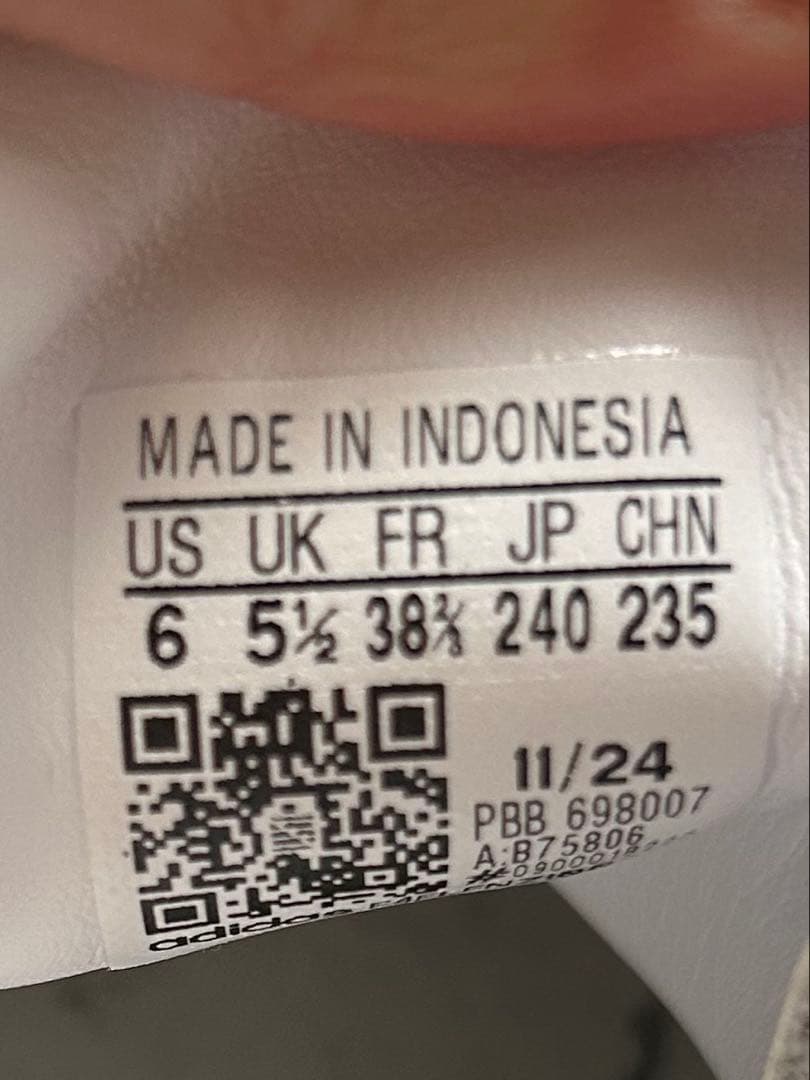 MADE IN INDONESIA
US UK FR JP CHN
6 5½ 38⅔ 240 235
11/24
PBB 698007
A:B75806
adidas